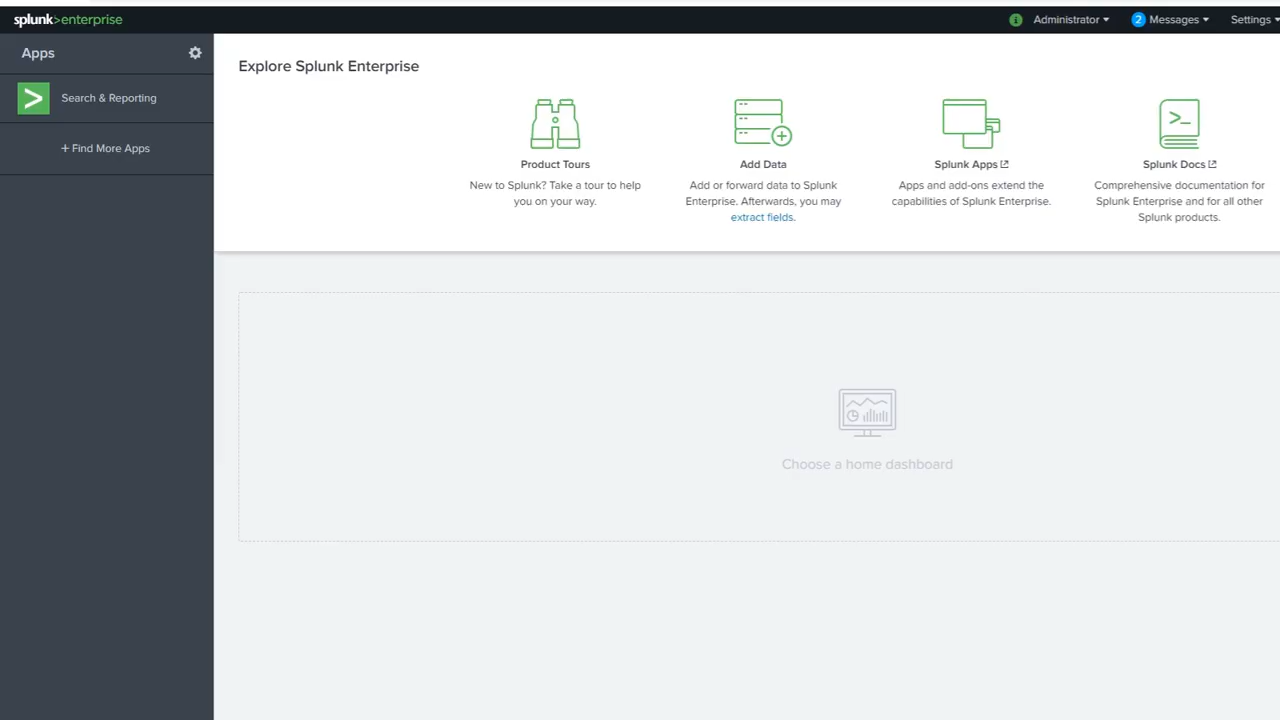 splunk>enterprise
Administrator
2 Messages
Settings
Apps
Search & Reporting
+ Find More Apps
Explore Splunk Enterprise
Product Tours
New to Splunk? Take a tour to help
you on your way.
Add Data
Add or forward data to Splunk
Enterprise. Afterwards, you may
extract fields.
Splunk Apps
Apps and add-ons extend the
capabilities of Splunk Enterprise.
Splunk Docs
Comprehensive documentation for
Splunk Enterprise and for all other
Splunk products.
Choose a home dashboard